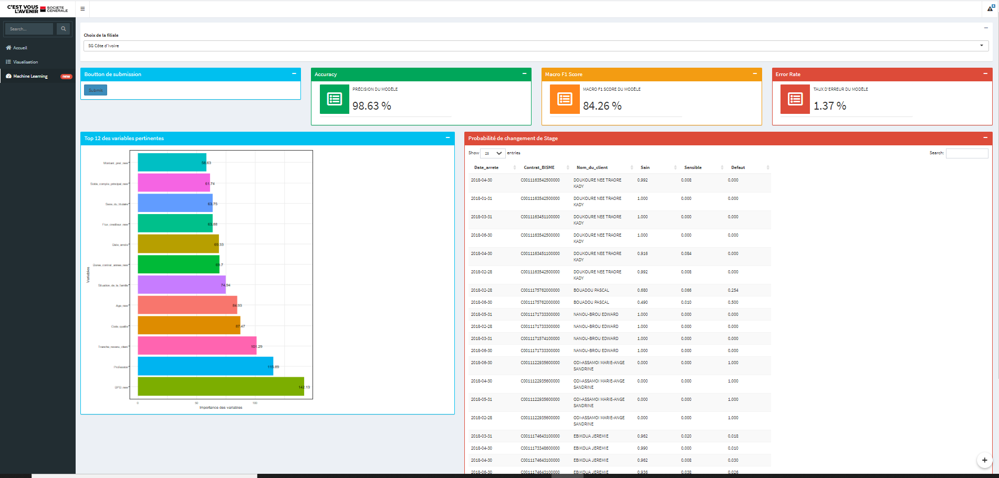 C'EST VOUS
L'AVENIR
SOCIETE
GENERALE
1
Search...
Accueil
Visualisation
Machine Learning new
Choix de la filiale
SG Côte d'Ivoire
Boutton de submission
Submit
Accuracy
PRÉCISION DU MODÈLE
98.63 %
Macro F1 Score
MACRO F1 SCORE DU MODÈLE
84.26 %
Error Rate
TAUX D'ERREUR DU MODÈLE
1.37 %
Top 12 des variables pertinentes
Variables
Montant_pret_new 58.63
Solde_compte_principal_new 61.74
Sexe_du_titulaire 63.75
Flux_crediteur_new 63.88
Date_arrete 69.33
Duree_contrat_annee_new 69.7
Situation_de_la_famille 74.94
Age_new 84.93
Code_qualite 87.47
Tranche_revenu_client 101.29
Profession 115.89
DPD_new 142.13
0 50 100
Importance des variables
Probabilité de changement de Stage
Show 25 entries
Search:
Date_arrete Contrat_BISME Nom_du_client Sain Sensible Defaut
2018-04-30 C0011163542500000 DOUKOURE NEE TRAORE KADY 0.992 0.008 0.000
2018-01-31 C0011163542500000 DOUKOURE NEE TRAORE KADY 1.000 0.000 0.000
2018-03-31 C0011163451100000 DOUKOURE NEE TRAORE KADY 1.000 0.000 0.000
2018-06-30 C0011163542500000 DOUKOURE NEE TRAORE KADY 1.000 0.000 0.000
2018-04-30 C0011163451100000 DOUKOURE NEE TRAORE KADY 0.916 0.084 0.000
2018-02-28 C0011163542500000 DOUKOURE NEE TRAORE KADY 0.992 0.008 0.000
2018-02-28 C0011175762000000 BOUADOU PASCAL 0.680 0.066 0.254
2018-06-30 C0011175762000000 BOUADOU PASCAL 0.490 0.010 0.500
2018-05-31 C0011171733300000 NANOU-BROU EDWARD 1.000 0.000 0.000
2018-02-28 C0011171733300000 NANOU-BROU EDWARD 1.000 0.000 0.000
2018-03-31 C0011171574100000 NANOU-BROU EDWARD 1.000 0.000 0.000
2018-06-30 C0011171733300000 NANOU-BROU EDWARD 1.000 0.000 0.000
2018-06-30 C0011122935600000 ODI-ASSAMOI MARIE-ANGE SANDRINE 0.000 0.000 1.000
2018-04-30 C0011122935600000 ODI-ASSAMOI MARIE-ANGE SANDRINE 0.000 0.000 1.000
2018-05-31 C0011122935600000 ODI-ASSAMOI MARIE-ANGE SANDRINE 0.000 0.000 1.000
2018-02-28 C0011122935600000 ODI-ASSAMOI MARIE-ANGE SANDRINE 0.000 0.000 1.000
2018-03-31 C0011174643100000 EBIKOUA JEREMIE 0.962 0.020 0.018
2018-04-30 C0011173348600000 EBIKOUA JEREMIE 0.990 0.000 0.010
2018-04-30 C0011174643100000 EBIKOUA JEREMIE 0.962 0.008 0.030
2018-06-30 C0011174643100000 EBIKOUA JEREMIE 0.936 0.038 0.026